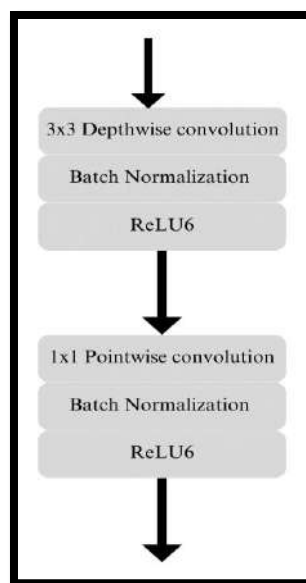 3x3 Depthwise convolution
Batch Normalization
ReLU6
1x1 Pointwise convolution
Batch Normalization
ReLU6